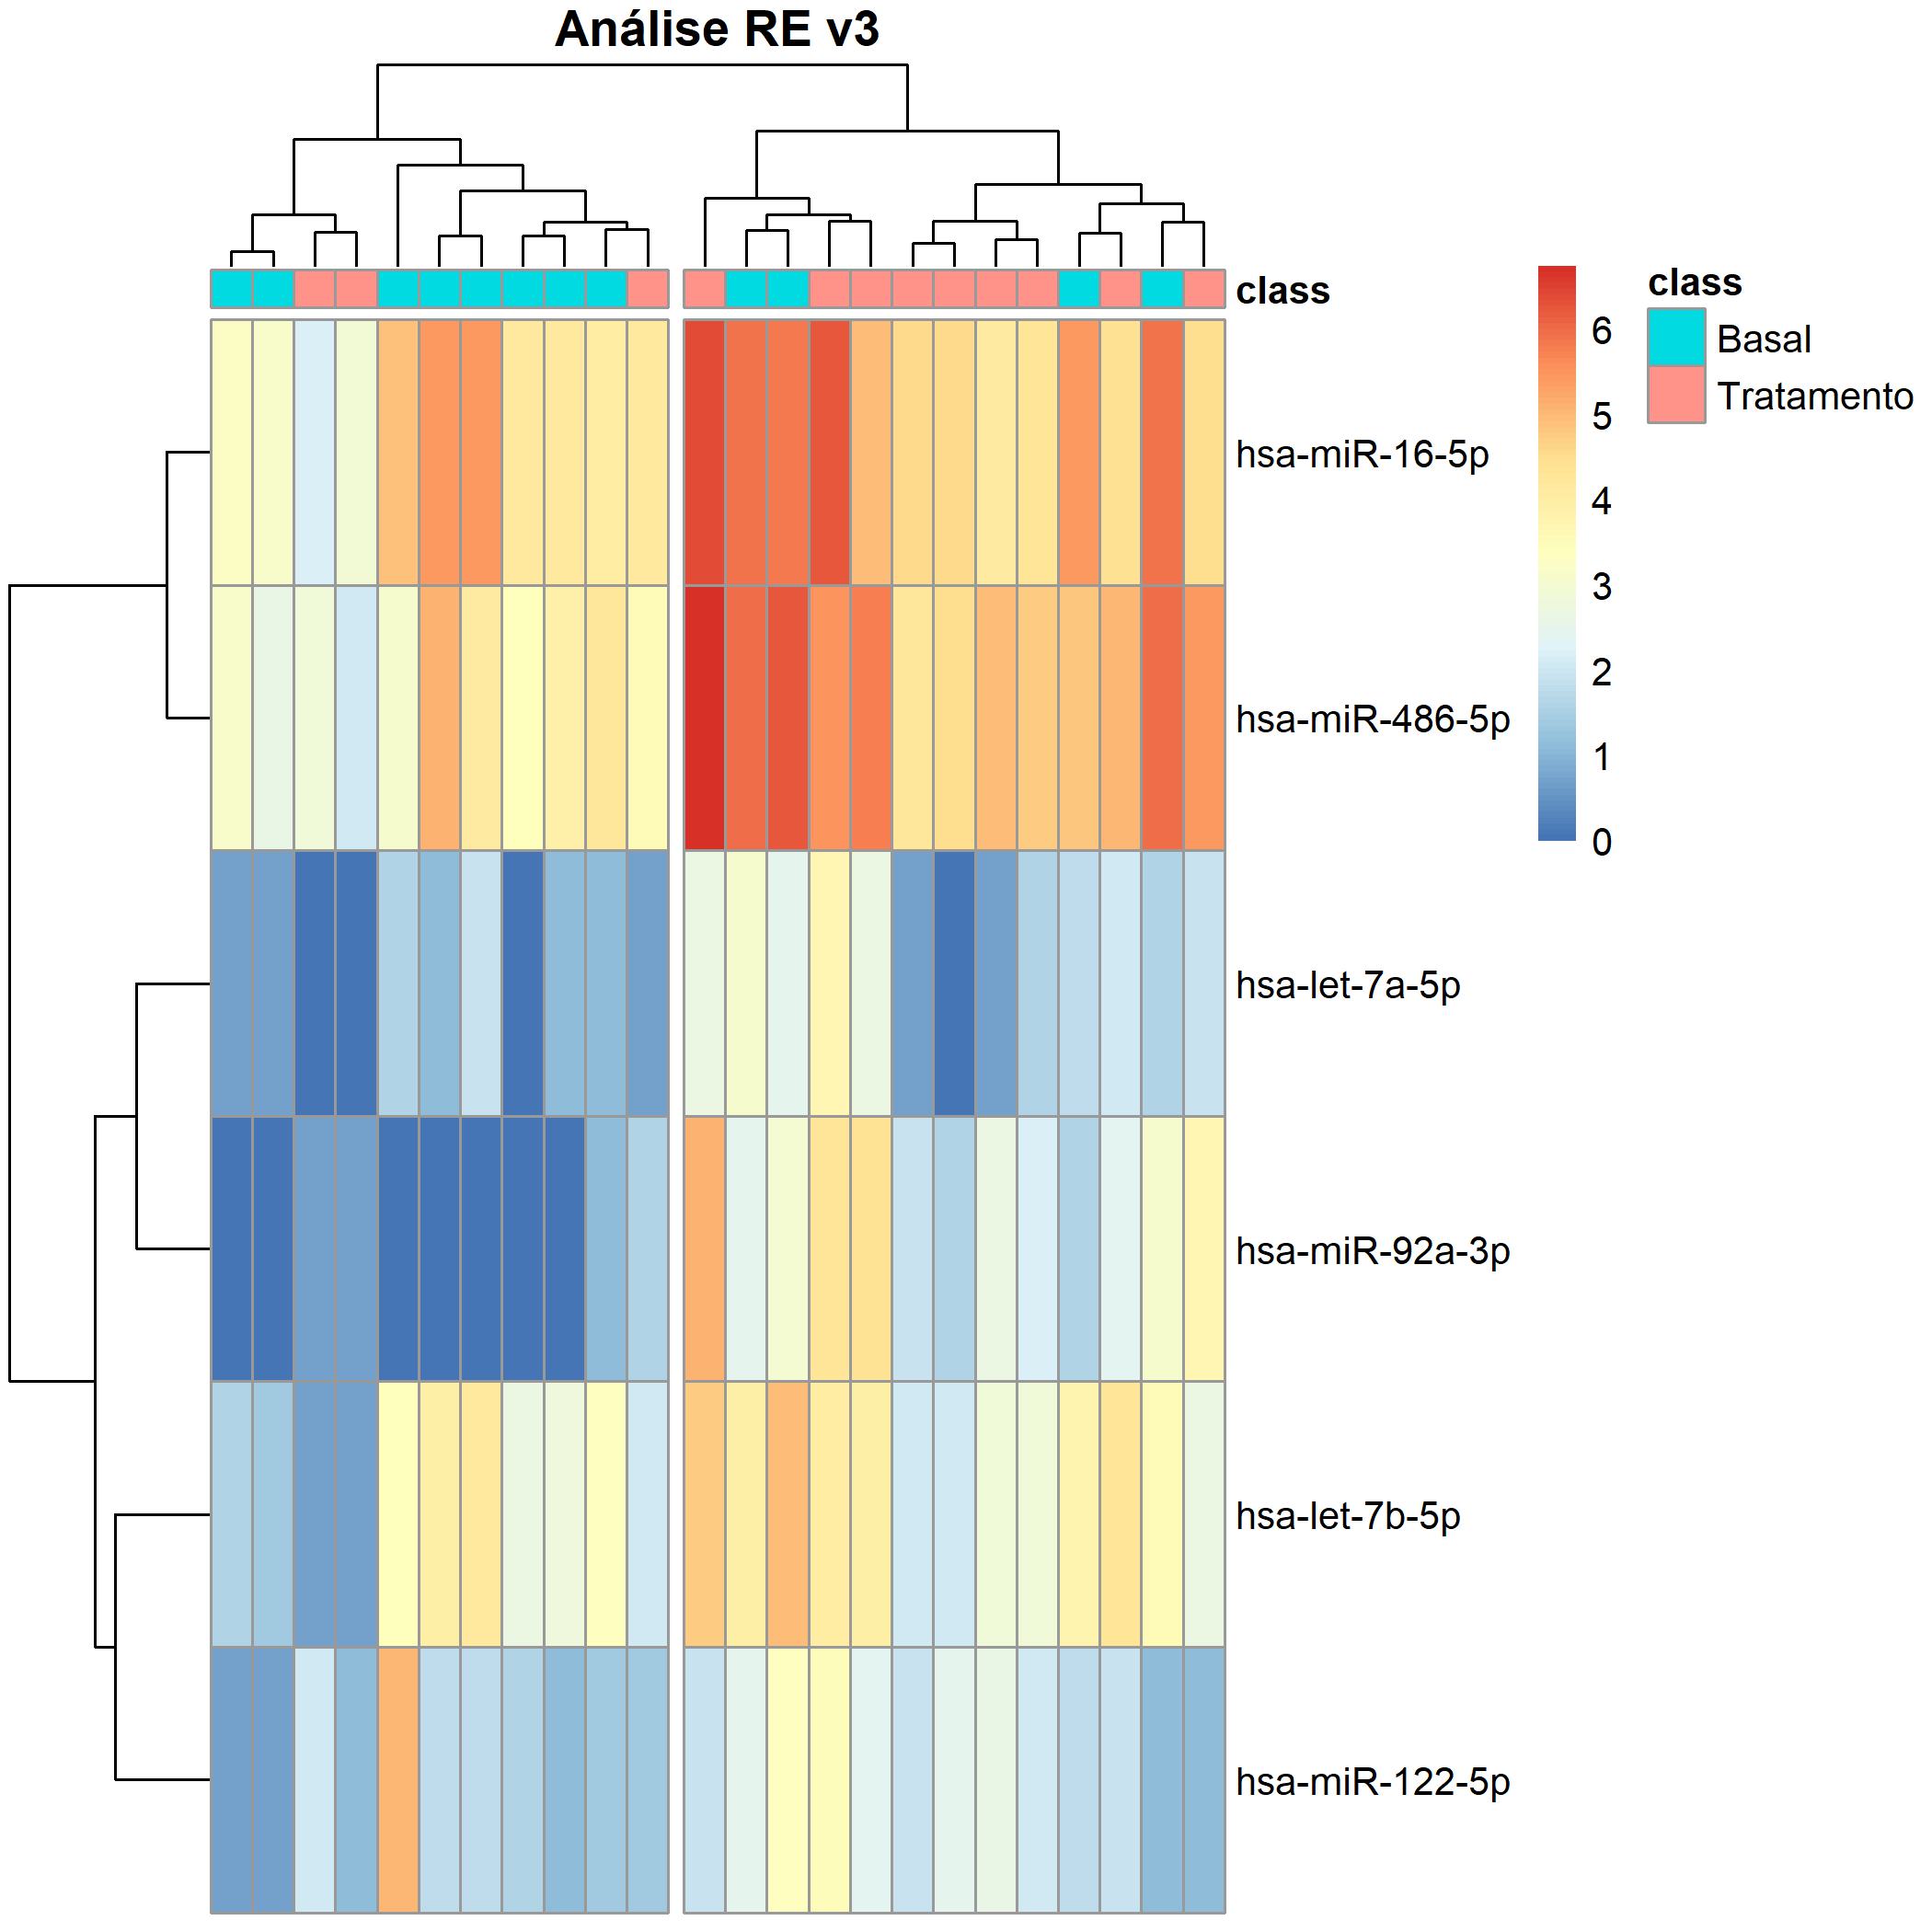 Análise RE v3
class
hsa-miR-16-5p
hsa-miR-486-5p
hsa-let-7a-5p
hsa-miR-92a-3p
hsa-let-7b-5p
hsa-miR-122-5p
6
5
4
3
2
1
0
class
Basal
Tratamento